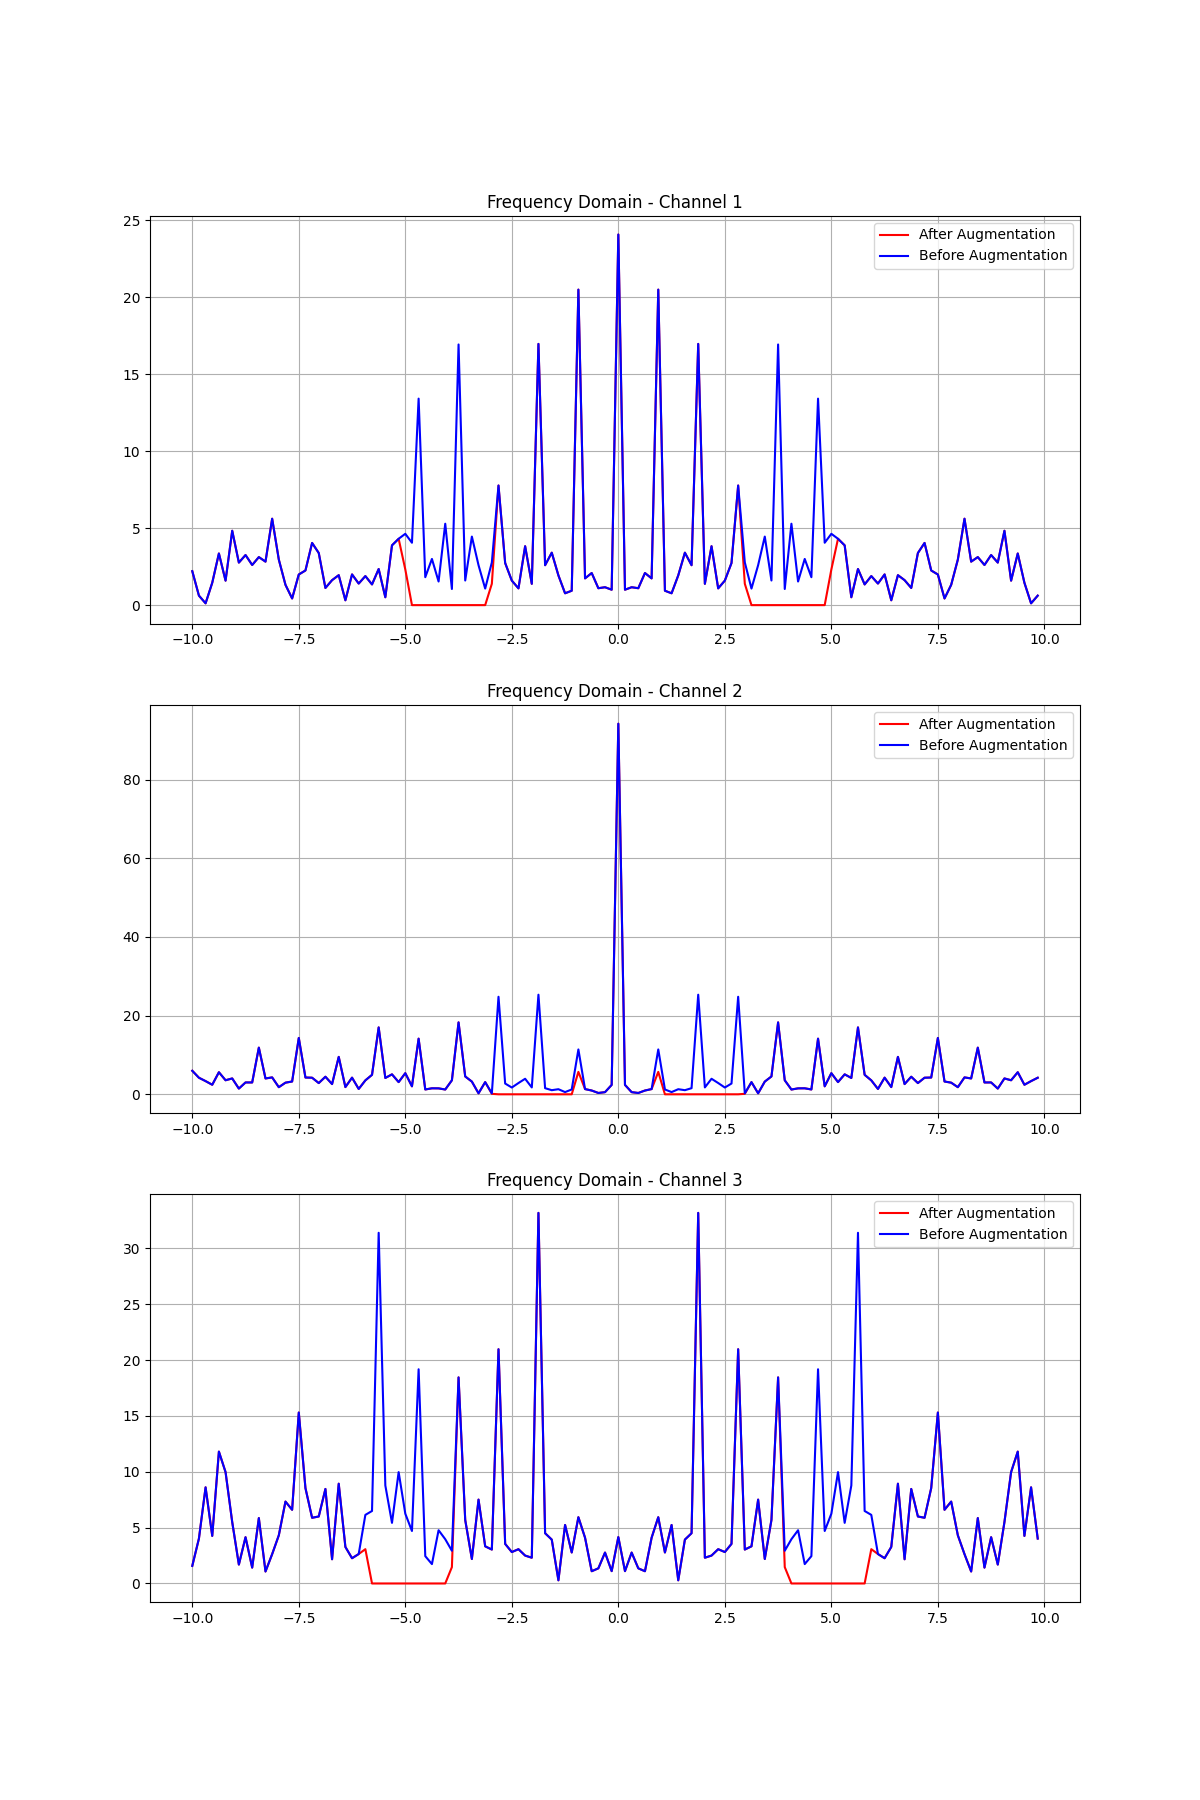 Frequency Domain - Channel 1
25
20
15
10
5
0
After Augmentation
Before Augmentation
−10.0 −7.5 −5.0 −2.5 0.0 2.5 5.0 7.5 10.0
Frequency Domain - Channel 2
80
60
40
20
0
After Augmentation
Before Augmentation
−10.0 −7.5 −5.0 −2.5 0.0 2.5 5.0 7.5 10.0
Frequency Domain - Channel 3
30
25
20
15
10
5
0
After Augmentation
Before Augmentation
−10.0 −7.5 −5.0 −2.5 0.0 2.5 5.0 7.5 10.0